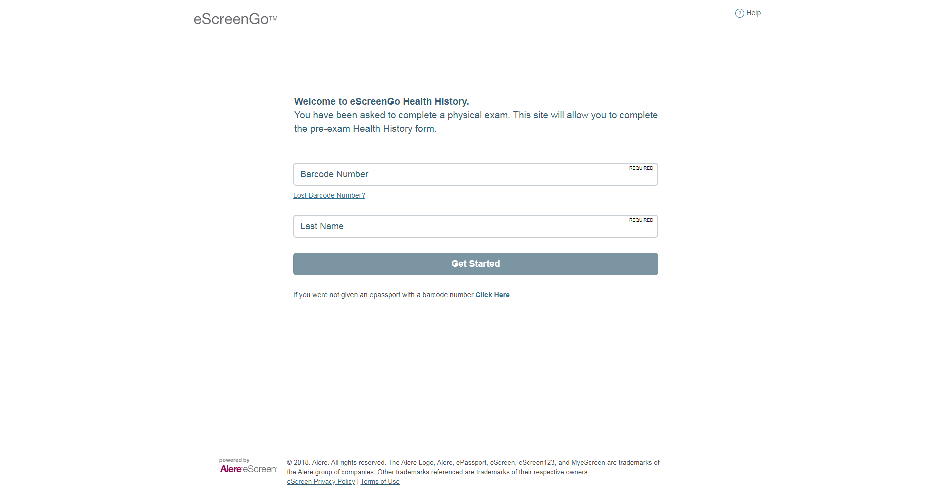 eScreenGo™
? Help
Welcome to eScreenGo Health History.
You have been asked to complete a physical exam. This site will allow you to complete
the pre-exam Health History form.
REQUIRED
Barcode Number
Lost Barcode Number?
REQUIRED
Last Name
Get Started
If you were not given an epassport with a barcode number Click Here
powered by
Alere eScreen
© 2018. Alere. All rights reserved. The Alere Logo, Alere, ePassport, eScreen, eScreen123, and MyeScreen are trademarks of
the Alere group of companies. Other trademarks referenced are trademarks of their respective owners.
eScreen Privacy Policy | Terms of Use